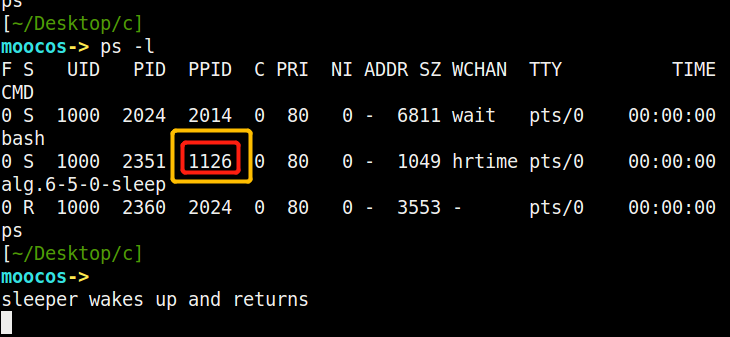 ps
[~/Desktop/c]
moocos-> ps -l
F S   UID   PID  PPID  C PRI  NI ADDR SZ WCHAN  TTY          TIME
CMD
0 S  1000  2024  2014  0  80   0 -  6811 wait   pts/0    00:00:00
bash
0 S  1000  2351  1126  0  80   0 -  1049 hrtime pts/0    00:00:00
alg.6-5-0-sleep
0 R  1000  2360  2024  0  80   0 -  3553 -      pts/0    00:00:00
ps
[~/Desktop/c]
moocos->
sleeper wakes up and returns